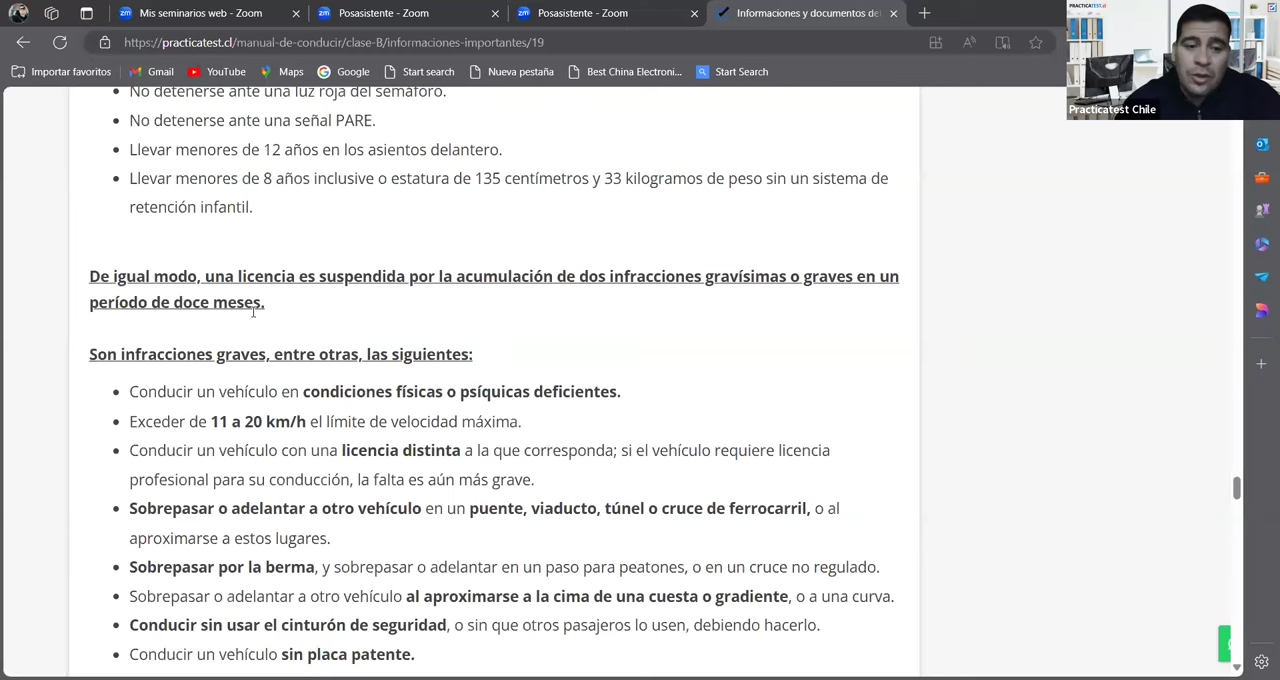 Mis seminarios web - Zoom
Posasistente - Zoom
Posasistente - Zoom
Informaciones y documentos del
https://practicatest.cl/manual-de-conducir/clase-B/informaciones-importantes/19
Importar favoritos
Gmail
YouTube
Maps
Google
Start search
Nueva pestaña
Best China Electroni...
Start Search
PRACTICATEST.cl
Practicatest Chile
No detenerse ante una luz roja del semáforo.
No detenerse ante una señal PARE.
Llevar menores de 12 años en los asientos delantero.
Llevar menores de 8 años inclusive o estatura de 135 centímetros y 33 kilogramos de peso sin un sistema de
retención infantil.
De igual modo, una licencia es suspendida por la acumulación de dos infracciones gravísimas o graves en un
período de doce meses.
Son infracciones graves, entre otras, las siguientes:
Conducir un vehículo en condiciones físicas o psíquicas deficientes.
Exceder de 11 a 20 km/h el límite de velocidad máxima.
Conducir un vehículo con una licencia distinta a la que corresponda; si el vehículo requiere licencia
profesional para su conducción, la falta es aún más grave.
Sobrepasar o adelantar a otro vehículo en un puente, viaducto, túnel o cruce de ferrocarril, o al
aproximarse a estos lugares.
Sobrepasar por la berma, y sobrepasar o adelantar en un paso para peatones, o en un cruce no regulado.
Sobrepasar o adelantar a otro vehículo al aproximarse a la cima de una cuesta o gradiente, o a una curva.
Conducir sin usar el cinturón de seguridad, o sin que otros pasajeros lo usen, debiendo hacerlo.
Conducir un vehículo sin placa patente.